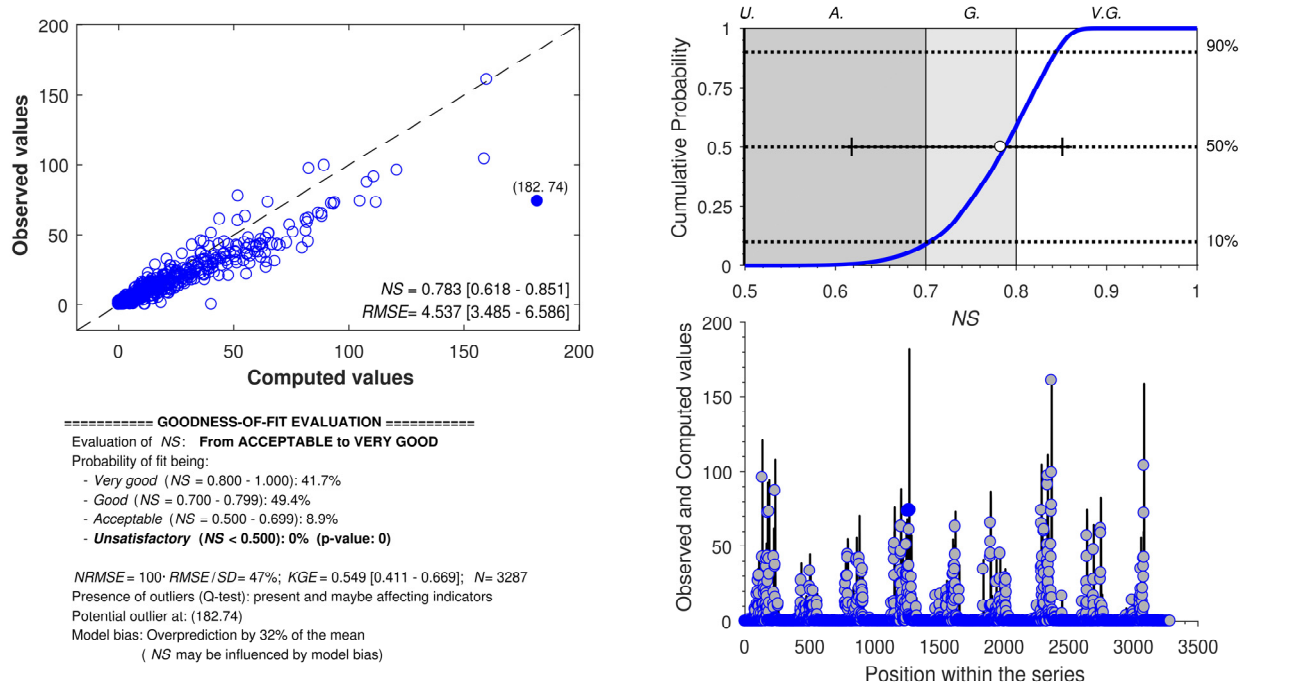 200
150
100
50
0
Observed values
(182. 74)
NS = 0.783 [0.618 - 0.851]
RMSE= 4.537 [3.485 - 6.586]
0 50 100 150 200
Computed values
=========== GOODNESS-OF-FIT EVALUATION ===========
Evaluation of NS: From ACCEPTABLE to VERY GOOD
Probability of fit being:
- Very good (NS = 0.800 - 1.000): 41.7%
- Good (NS = 0.700 - 0.799): 49.4%
- Acceptable (NS = 0.500 - 0.699): 8.9%
- Unsatisfactory (NS < 0.500): 0% (p-value: 0)
NRMSE = 100· RMSE / SD= 47%; KGE = 0.549 [0.411 - 0.669]; N= 3287
Presence of outliers (Q-test): present and maybe affecting indicators
Potential outlier at: (182.74)
Model bias: Overprediction by 32% of the mean
( NS may be influenced by model bias)
U. A. G. V.G.
1
0.75
0.5
0.25
0
Cumulative Probability
90%
50%
10%
0.5 0.6 0.7 0.8 0.9 1
NS
200
150
100
50
0
Observed and Computed values
0 500 1000 1500 2000 2500 3000 3500
Position within the series